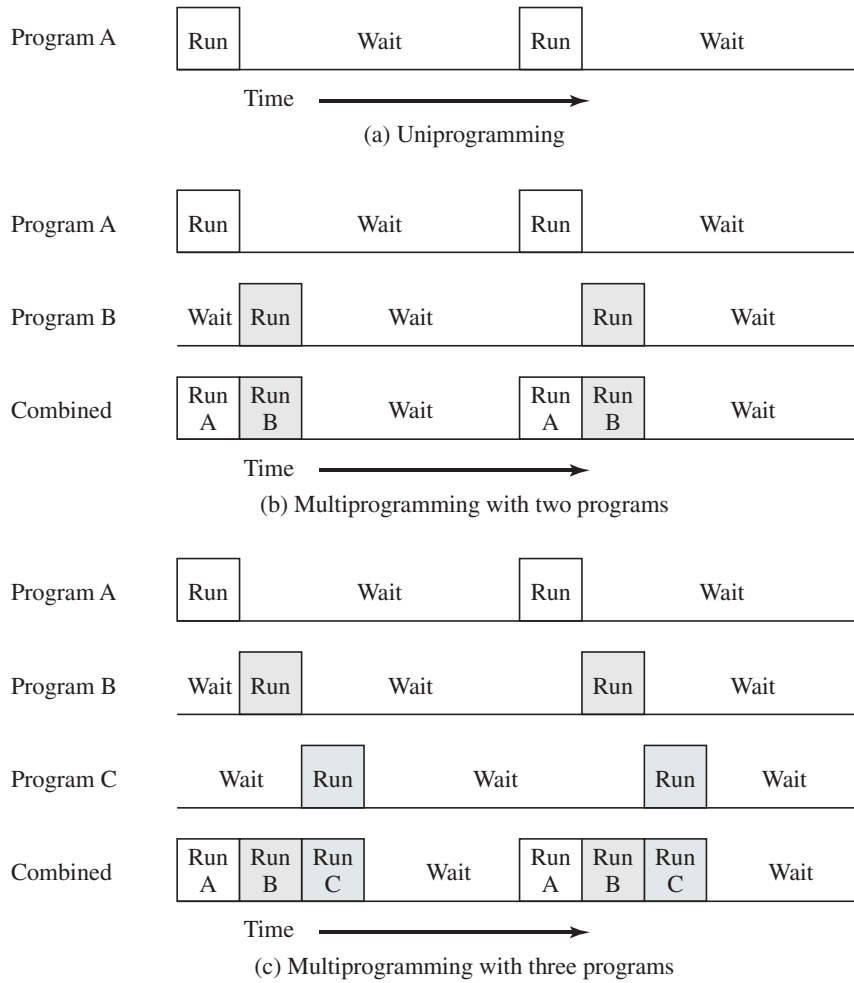 Program A Run Wait Run Wait
Time
(a) Uniprogramming
Program A Run Wait Run Wait
Program B Wait Run Wait Run Wait
Combined Run A Run B Wait Run A Run B Wait
Time
(b) Multiprogramming with two programs
Program A Run Wait Run Wait
Program B Wait Run Wait Run Wait
Program C Wait Run Wait Run Wait
Combined Run A Run B Run C Wait Run A Run B Run C Wait
Time
(c) Multiprogramming with three programs